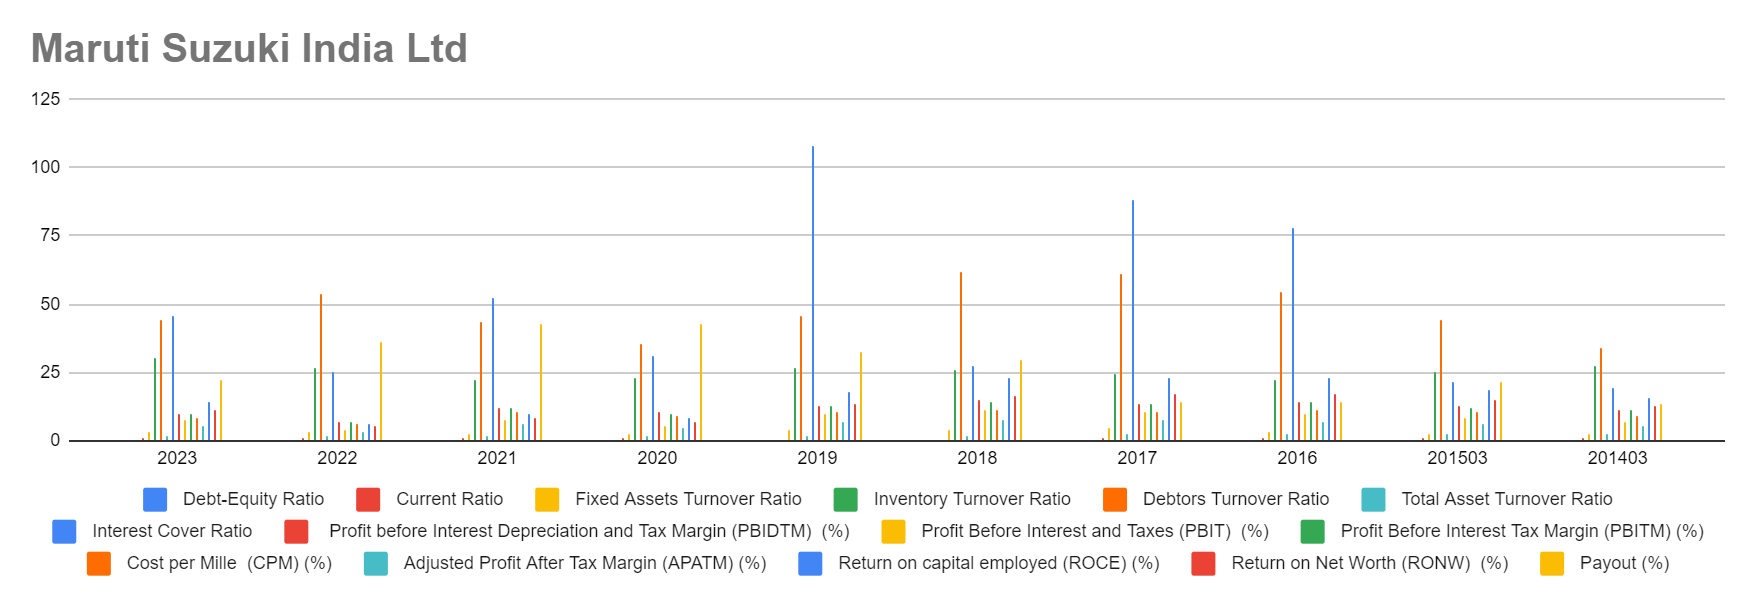 Maruti Suzuki India Ltd
125
100
75
50
25
0
2023 2022 2021 2020 2019 2018 2017 2016 201503 201403
Debt-Equity Ratio Current Ratio Fixed Assets Turnover Ratio Inventory Turnover Ratio Debtors Turnover Ratio Total Asset Turnover Ratio
Interest Cover Ratio Profit before Interest Depreciation and Tax Margin (PBIDTM) (%) Profit Before Interest and Taxes (PBIT) (%) Profit Before Interest Tax Margin (PBITM) (%)
Cost per Mille (CPM) (%) Adjusted Profit After Tax Margin (APATM) (%) Return on capital employed (ROCE) (%) Return on Net Worth (RONW) (%) Payout (%)